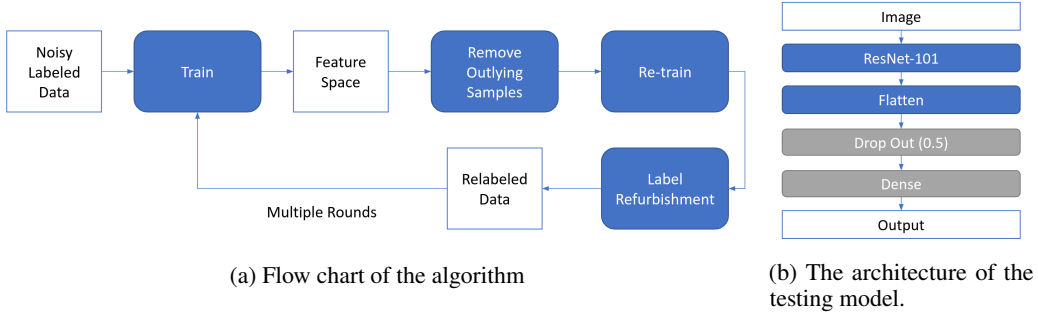 Noisy
Labeled
Data
Train
Feature
Space
Remove
Outlying
Samples
Re-train
Label
Refurbishment
Relabeled
Data
Multiple Rounds
(a) Flow chart of the algorithm
Image
ResNet-101
Flatten
Drop Out (0.5)
Dense
Output
(b) The architecture of the
testing model.